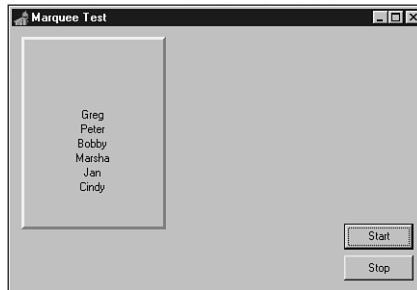 Marquee Test
Greg
Peter
Bobby
Marsha
Jan
Cindy
Start
Stop